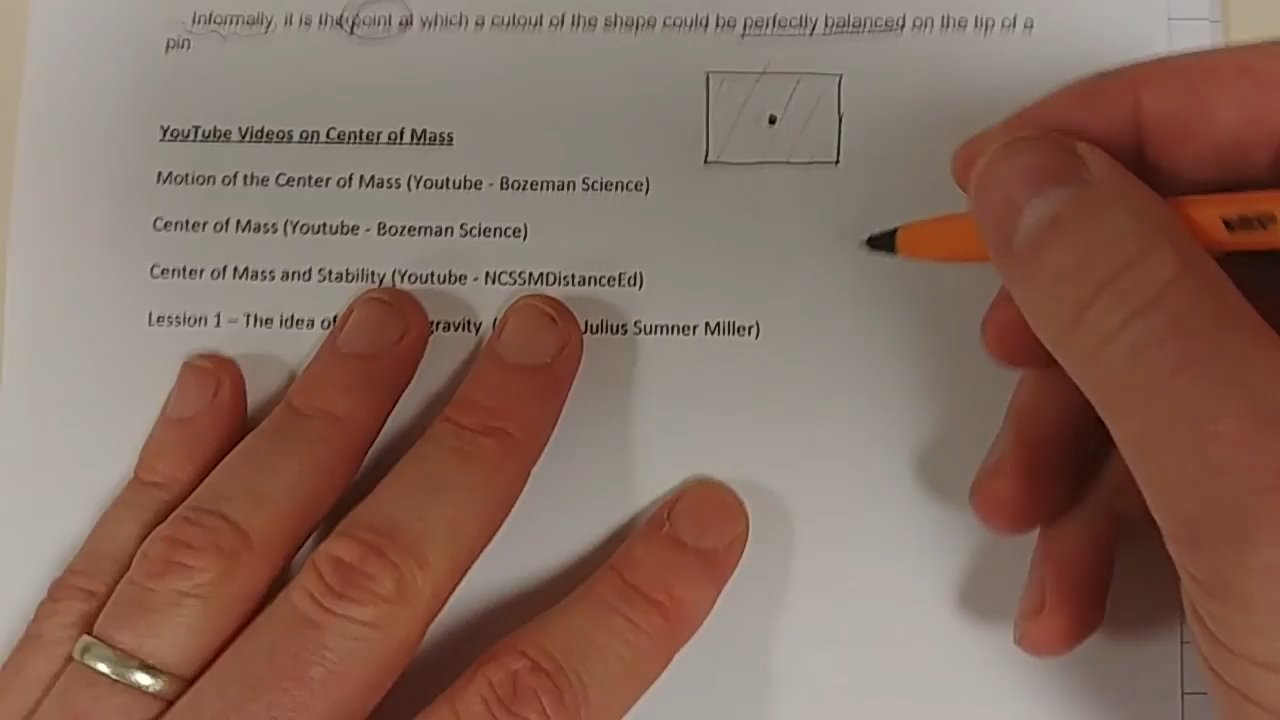 Informally, it is the point at which a cutout of the shape could be perfectly balanced on the tip of a
pin.
YouTube Videos on Center of Mass
Motion of the Center of Mass (Youtube - Bozeman Science)
Center of Mass (Youtube - Bozeman Science)
Center of Mass and Stability (Youtube - NCSSMDistanceEd)
Lession 1 – The idea of gravity ( Julius Sumner Miller)